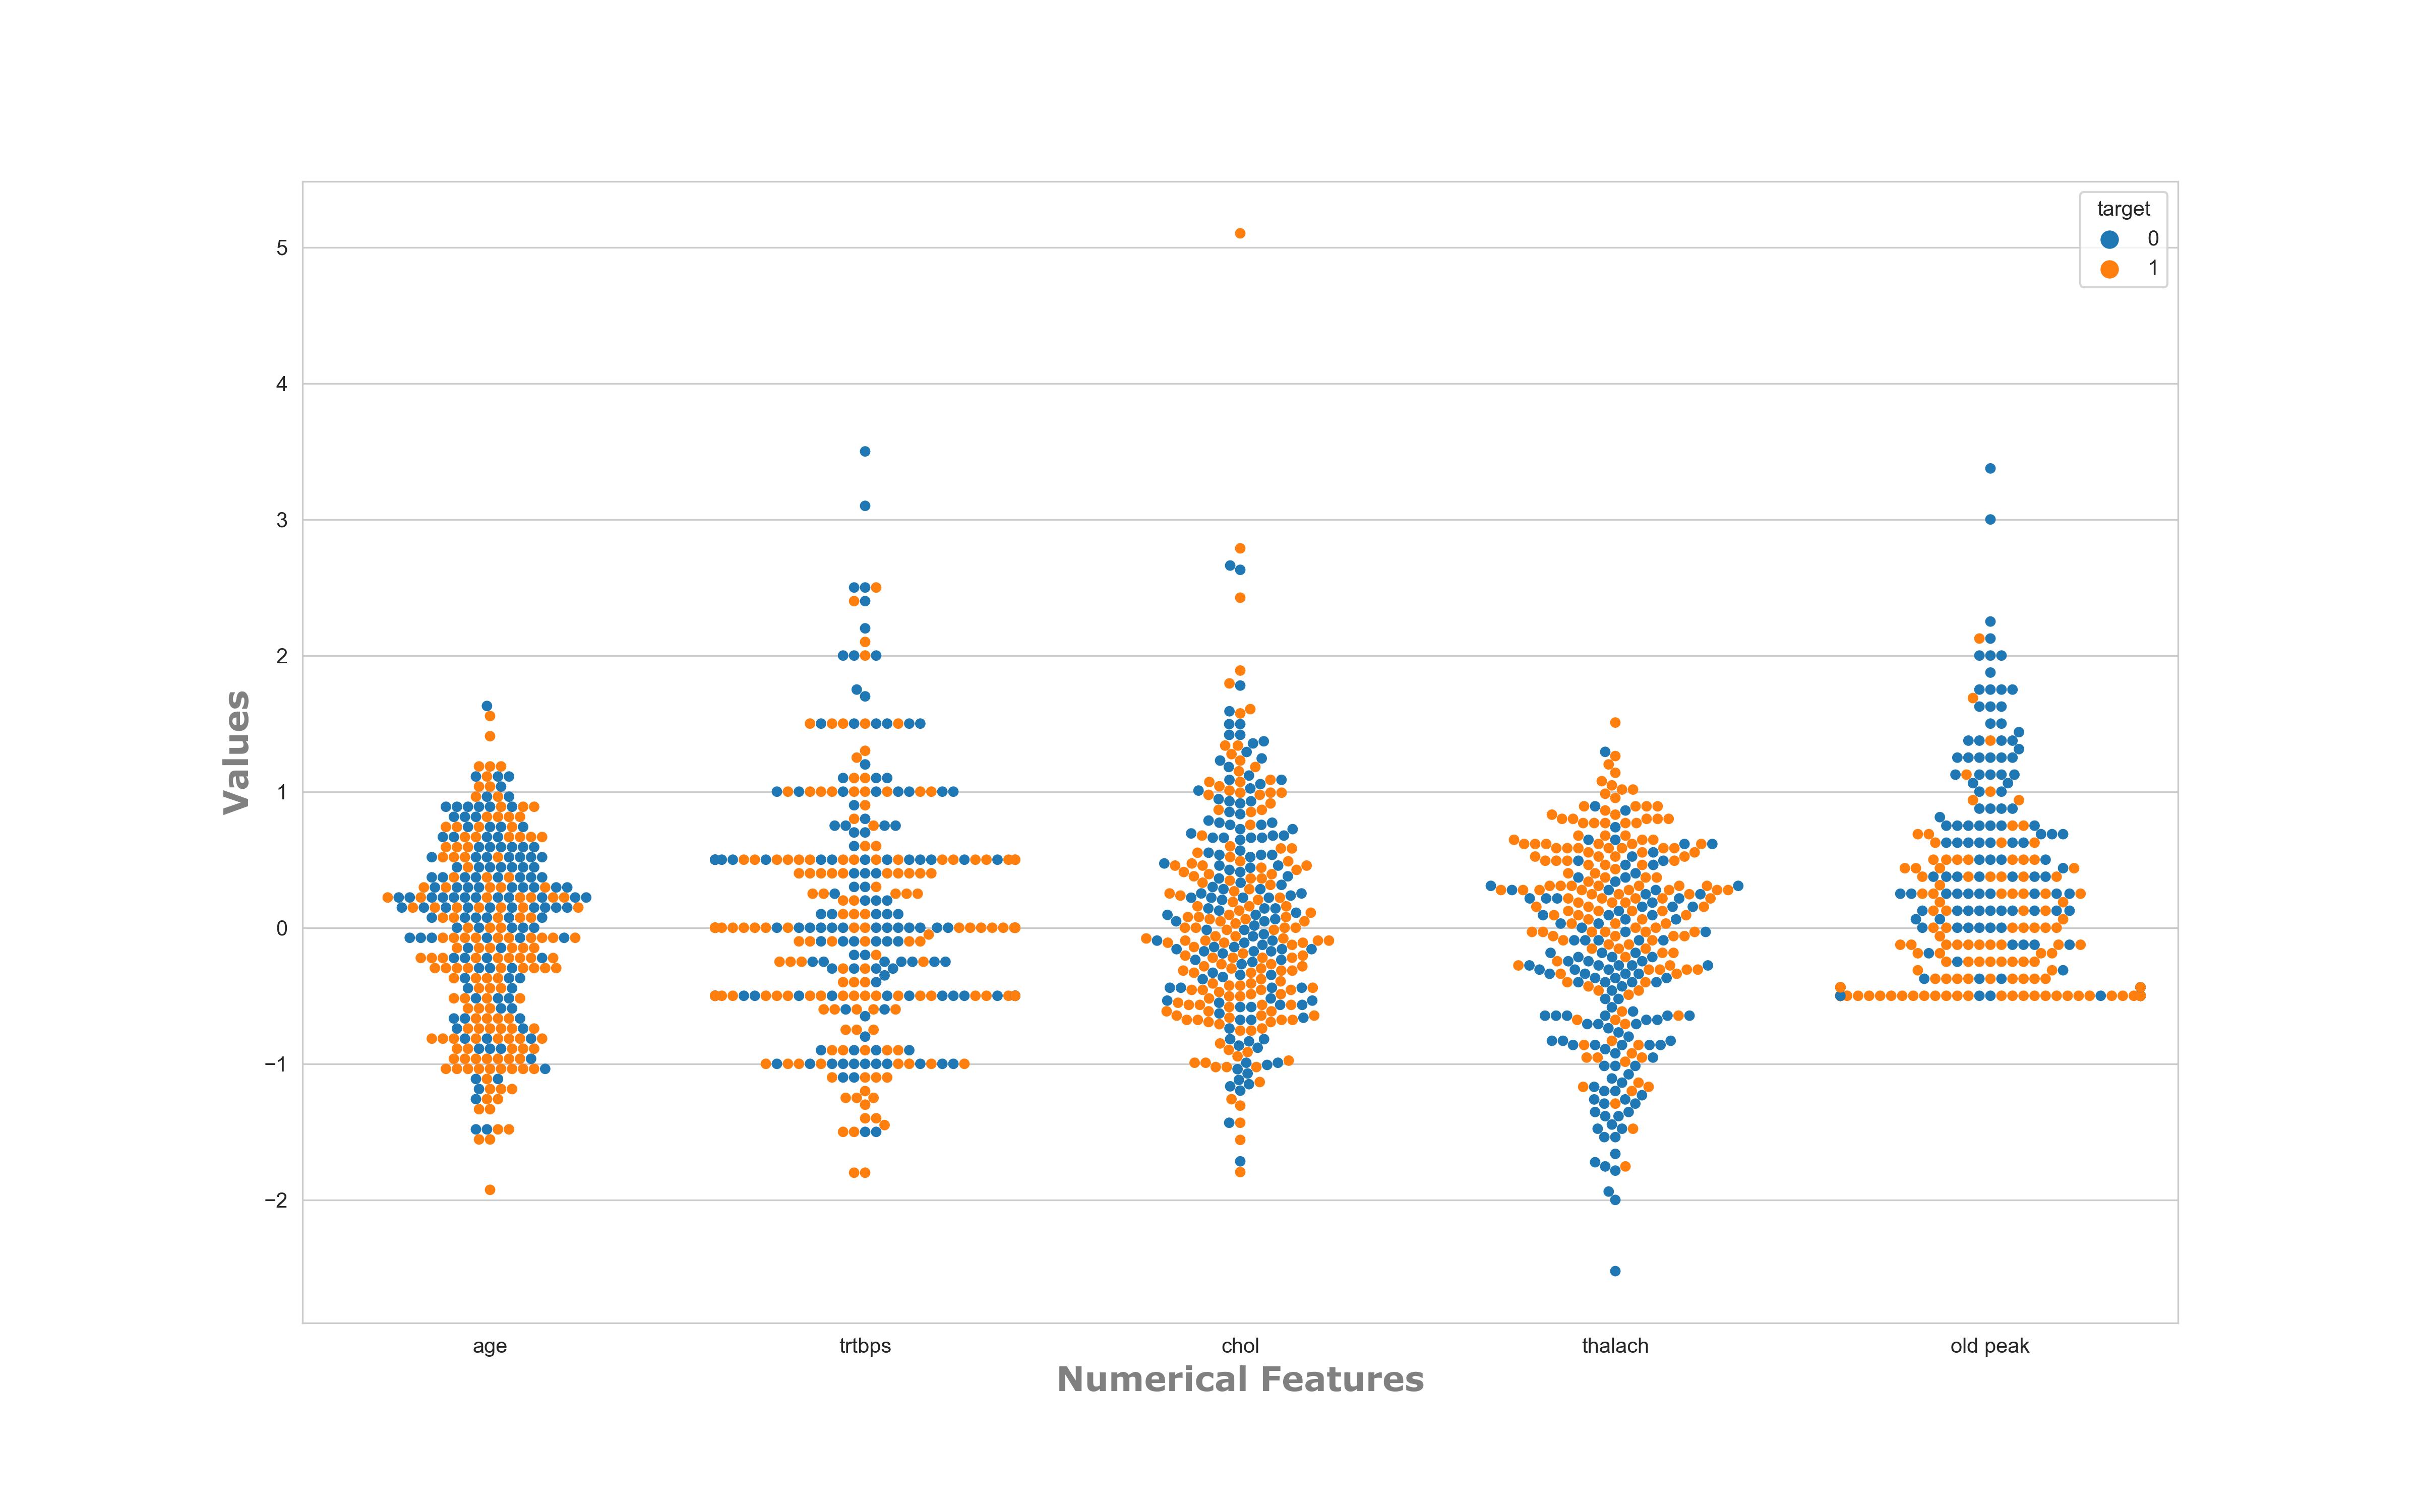 target
0
1
5
4
3
2
1
0
−1
−2
Values
age trtbps chol thalach old peak
Numerical Features